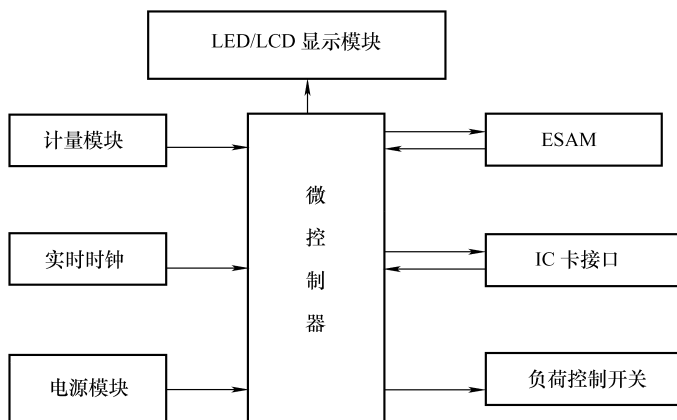 LED/LCD 显示模块
计量模块
ESAM
微控制器
实时时钟
IC 卡接口
电源模块
负荷控制开关